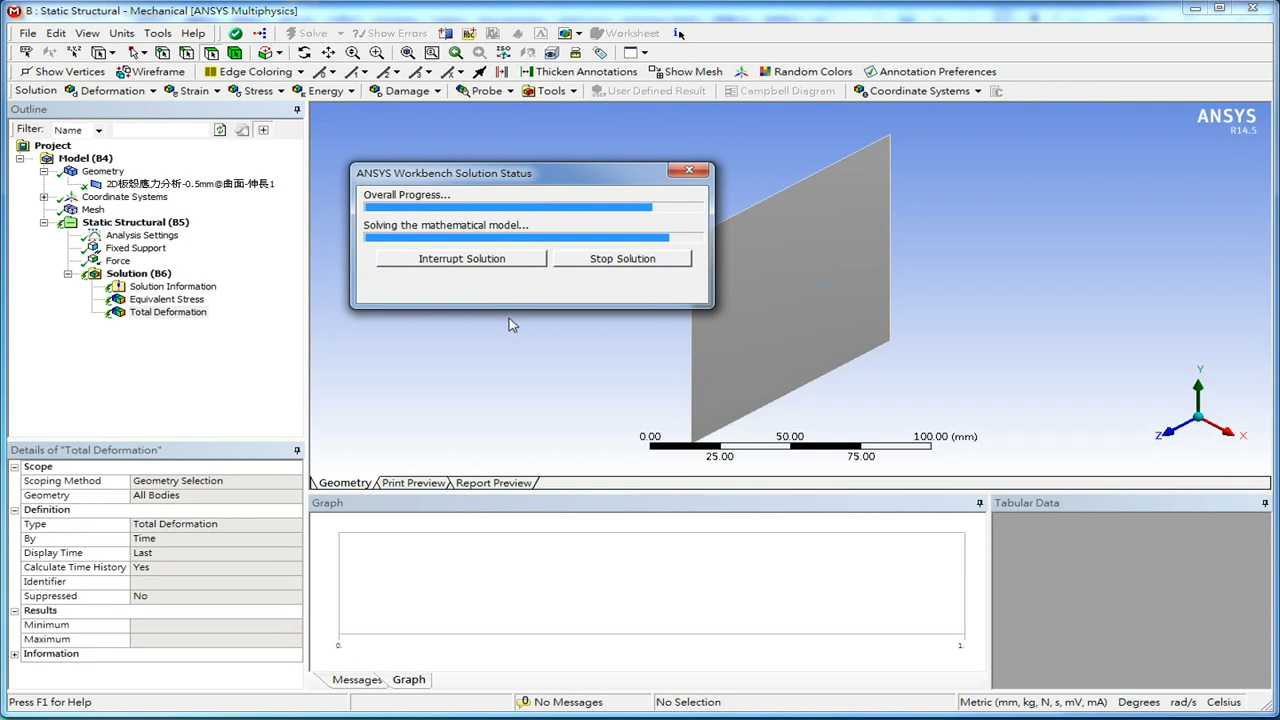 B : Static Structural - Mechanical [ANSYS Multiphysics]
File Edit View Units Tools Help Solve Show Errors Worksheet
Show Vertices Wireframe Edge Coloring Thicken Annotations Show Mesh Random Colors Annotation Preferences
Solution Deformation Strain Stress Energy Damage Probe Tools User Defined Result Campbell Diagram Coordinate Systems
Outline
Filter: Name
Project
Model (B4)
Geometry
2D板殼應力分析-0.5mm@曲面-伸長1
Coordinate Systems
Mesh
Static Structural (B5)
Analysis Settings
Fixed Support
Force
Solution (B6)
Solution Information
Equivalent Stress
Total Deformation
ANSYS Workbench Solution Status
Overall Progress...
Solving the mathematical model...
Interrupt Solution Stop Solution
ANSYS
R14.5
Y
Z X
0.00 50.00 100.00 (mm)
25.00 75.00
Geometry Print Preview Report Preview
Details of "Total Deformation"
Scope
Scoping Method Geometry Selection
Geometry All Bodies
Definition
Type Total Deformation
By Time
Display Time Last
Calculate Time History Yes
Identifier
Suppressed No
Results
Minimum
Maximum
Information
Graph
0. 1.
Messages Graph
Tabular Data
Press F1 for Help 0 No Messages No Selection Metric (mm, kg, N, s, mV, mA) Degrees rad/s Celsius